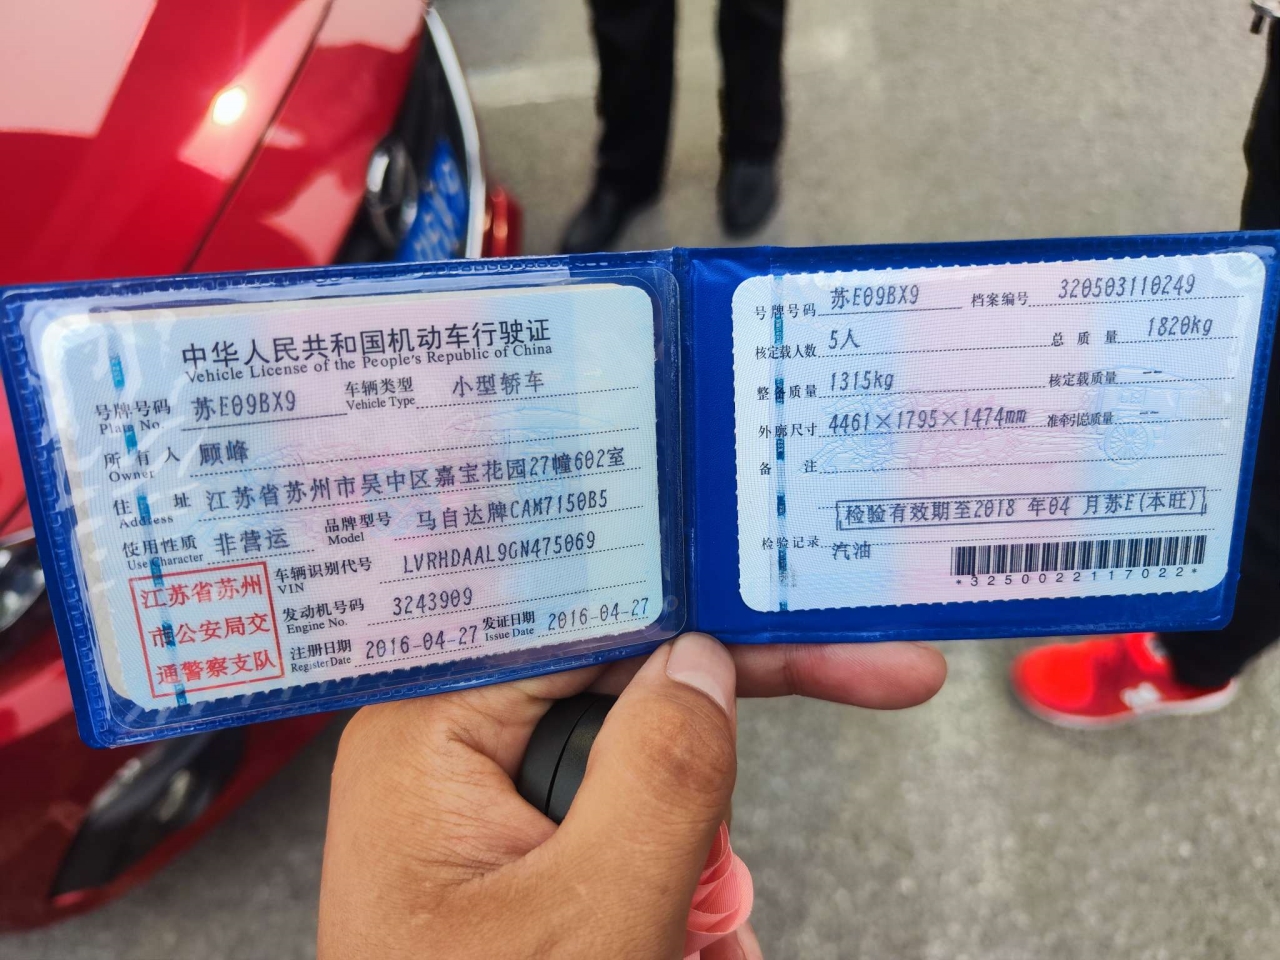 中华人民共和国机动车行驶证
Vehicle License of the People's Republic of China
号牌号码 苏E09BX9 车辆类型 小型轿车
Plate No. Vehicle Type
所有人 顾峰
Owner
住址 江苏省苏州市吴中区嘉宝花园27幢602室
Address
使用性质 非营运 品牌型号 马自达牌CAM7150B5
Use Character Model
车辆识别代号 LVRHDAAL9GN475069
VIN
发动机号码 3243909
Engine No.
注册日期 2016-04-27 发证日期 2016-04-27
Register Date Issue Date
江苏省苏州
市公安局交
通警察支队
号牌号码 苏E09BX9 档案编号 320503110249
核定载人数 5人 总质量 1820kg
整备质量 1315kg 核定载质量 --
外廓尺寸 4461×1795×1474mm 准牵引总质量 --
备注
检验有效期至2018 年04 月苏E(本旺)
检验记录 汽油
*3250022117022*